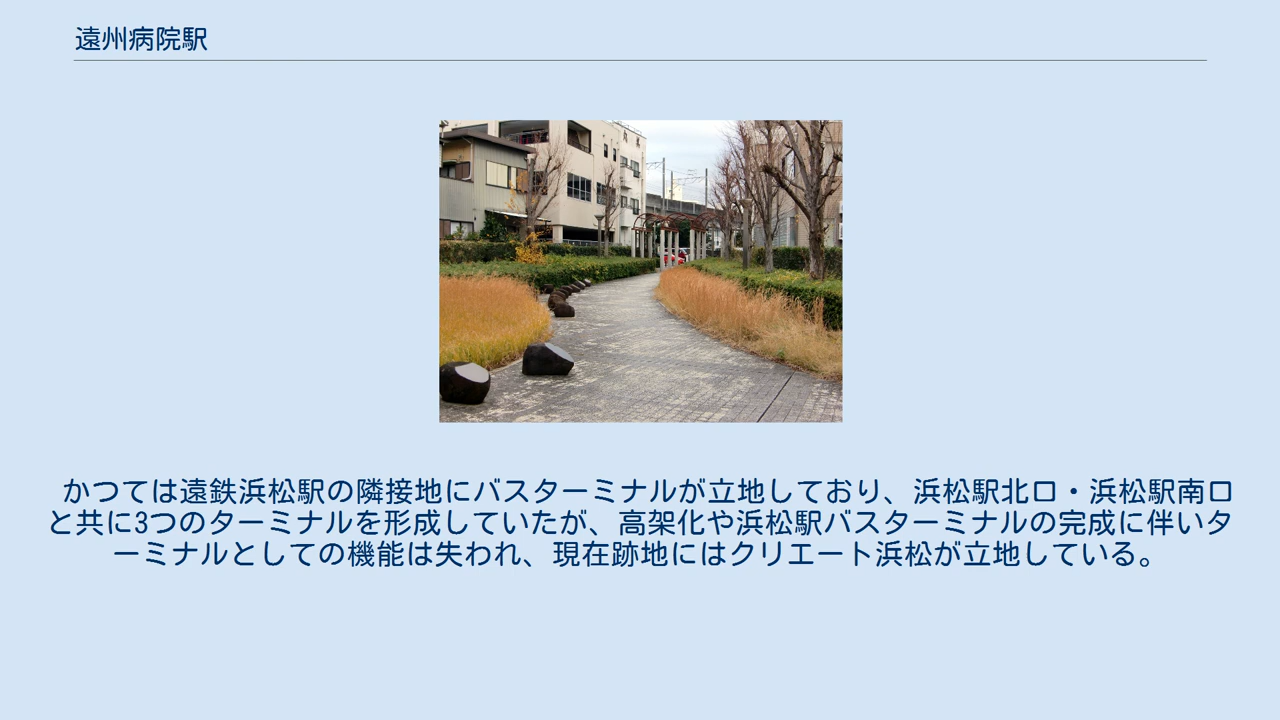 遠州病院駅
かつては遠鉄浜松駅の隣接地にバスターミナルが立地しており、浜松駅北口・浜松駅南口
と共に3つのターミナルを形成していたが、高架化や浜松駅バスターミナルの完成に伴いタ
ーミナルとしての機能は失われ、現在跡地にはクリエート浜松が立地している。